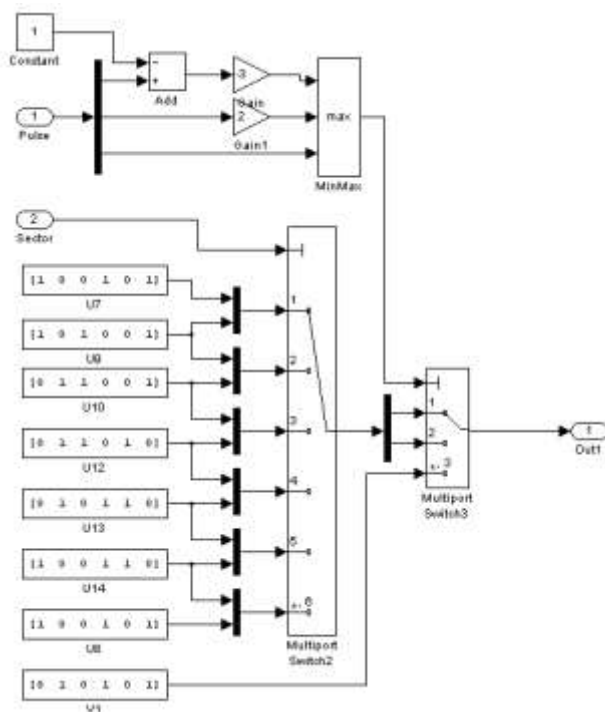 1
Constant
Add
3
Gain
1
Pulse
2
Gain1
max
MinMax
2
Sector
[1 0 0 1 0 1]
U7
[1 0 1 0 0 1]
U9
[0 1 1 0 0 1]
U10
[0 1 1 0 1 0]
U12
[0 1 0 1 1 0]
U13
[1 0 0 1 1 0]
U14
[1 0 0 1 0 1]
U8
[0 1 0 1 0 1]
V1
1
2
3
4
5
*, 6
Multiport
Switch2
1
2
*, 3
Multiport
Switch3
1
Out1